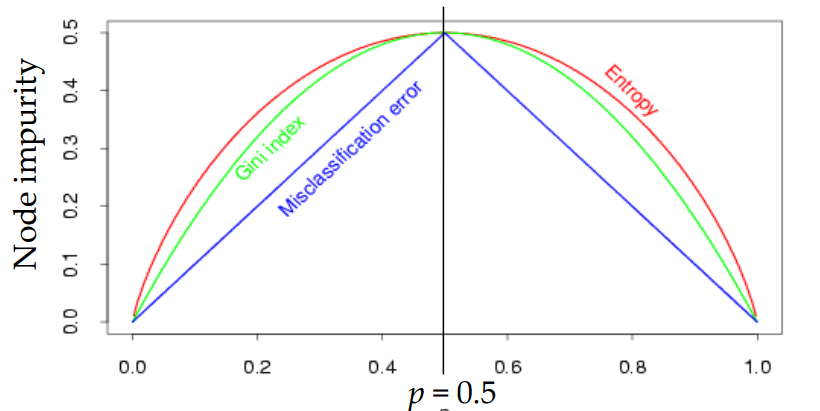 Node impurity
0.5
0.4
0.3
0.2
0.1
0.0
Gini index
Misclassification error
Entropy
0.0 0.2 0.4 0.6 0.8 1.0
p = 0.5